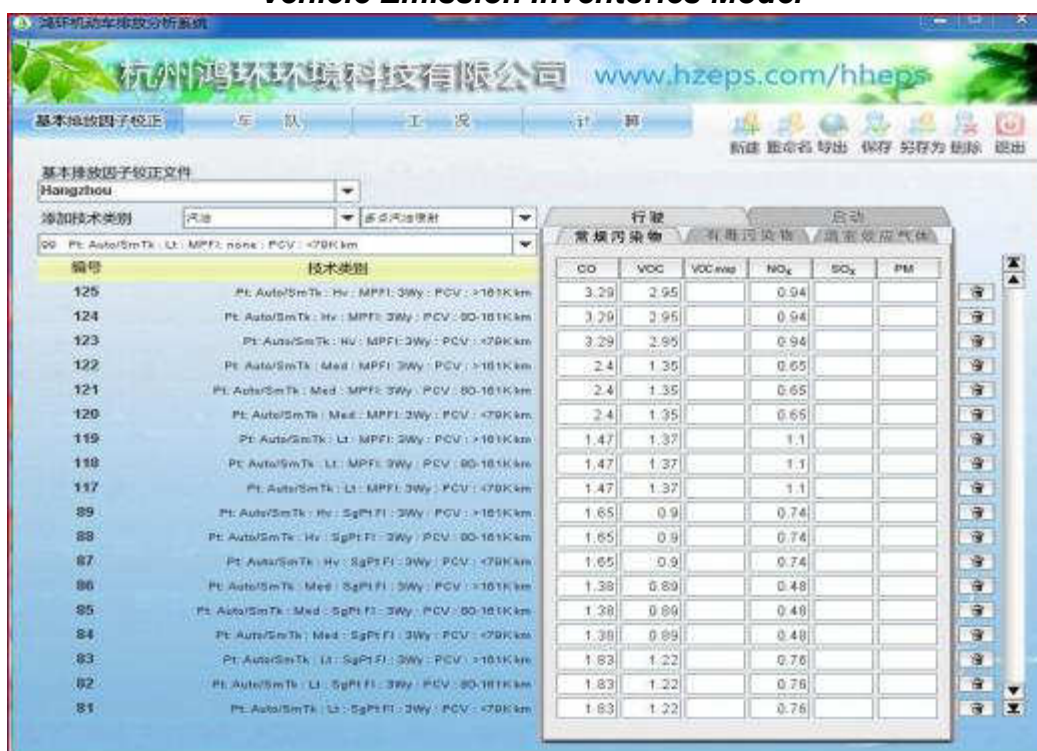 Vehicle Emission Inventories Model
鸿环机动车排放分析系统
杭州鸿环环境科技有限公司 www.hzeps.com/hheps
基本排放因子校正 车 队 工 况 计 算
新建 重命名 导出 保存 另存为 删除 退出
基本排放因子校正文件
Hangzhou
添加技术类别 汽油 多点汽油喷射
行驶 启动
99 Pt: Auto/SmTk : Lt : MPFI: none : PCV : <79K km
常规污染物 有毒污染物 温室效应气体
编号 技术类别 CO VOC VOC evap NOx SOx PM
125 Pt: Auto/SmTk : Hv : MPFI: 3Wy : PCV : >161K km 3.29 2.95 0.94
124 Pt: Auto/SmTk : Hv : MPFI: 3Wy : PCV : 80-161K km 3.29 2.95 0.94
123 Pt: Auto/SmTk : Hv : MPFI: 3Wy : PCV : <79K km 3.29 2.95 0.94
122 Pt: Auto/SmTk : Med : MPFI: 3Wy : PCV : >161K km 2.4 1.35 0.65
121 Pt: Auto/SmTk : Med : MPFI: 3Wy : PCV : 80-161K km 2.4 1.35 0.65
120 Pt: Auto/SmTk : Med : MPFI: 3Wy : PCV : <79K km 2.4 1.35 0.65
119 Pt: Auto/SmTk : Lt : MPFI: 3Wy : PCV : >161K km 1.47 1.37 1.1
118 Pt: Auto/SmTk : Lt : MPFI: 3Wy : PCV : 80-161K km 1.47 1.37 1.1
117 Pt: Auto/SmTk : Lt : MPFI: 3Wy : PCV : <79K km 1.47 1.37 1.1
89 Pt: Auto/SmTk : Hv : SgPt FI : 3Wy : PCV : >161K km 1.65 0.9 0.74
88 Pt: Auto/SmTk : Hv : SgPt FI : 3Wy : PCV : 80-161K km 1.65 0.9 0.74
87 Pt: Auto/SmTk : Hv : SgPt FI : 3Wy : PCV : <79K km 1.65 0.9 0.74
86 Pt: Auto/SmTk : Med : SgPt FI : 3Wy : PCV : >161K km 1.38 0.89 0.48
85 Pt: Auto/SmTk : Med : SgPt FI : 3Wy : PCV : 80-161K km 1.38 0.89 0.48
84 Pt: Auto/SmTk : Med : SgPt FI : 3Wy : PCV : <79K km 1.38 0.89 0.48
83 Pt: Auto/SmTk : Lt : SgPt FI : 3Wy : PCV : >161K km 1.83 1.22 0.76
82 Pt: Auto/SmTk : Lt : SgPt FI : 3Wy : PCV : 80-161K km 1.83 1.22 0.76
81 Pt: Auto/SmTk : Lt : SgPt FI : 3Wy : PCV : <79K km 1.83 1.22 0.76